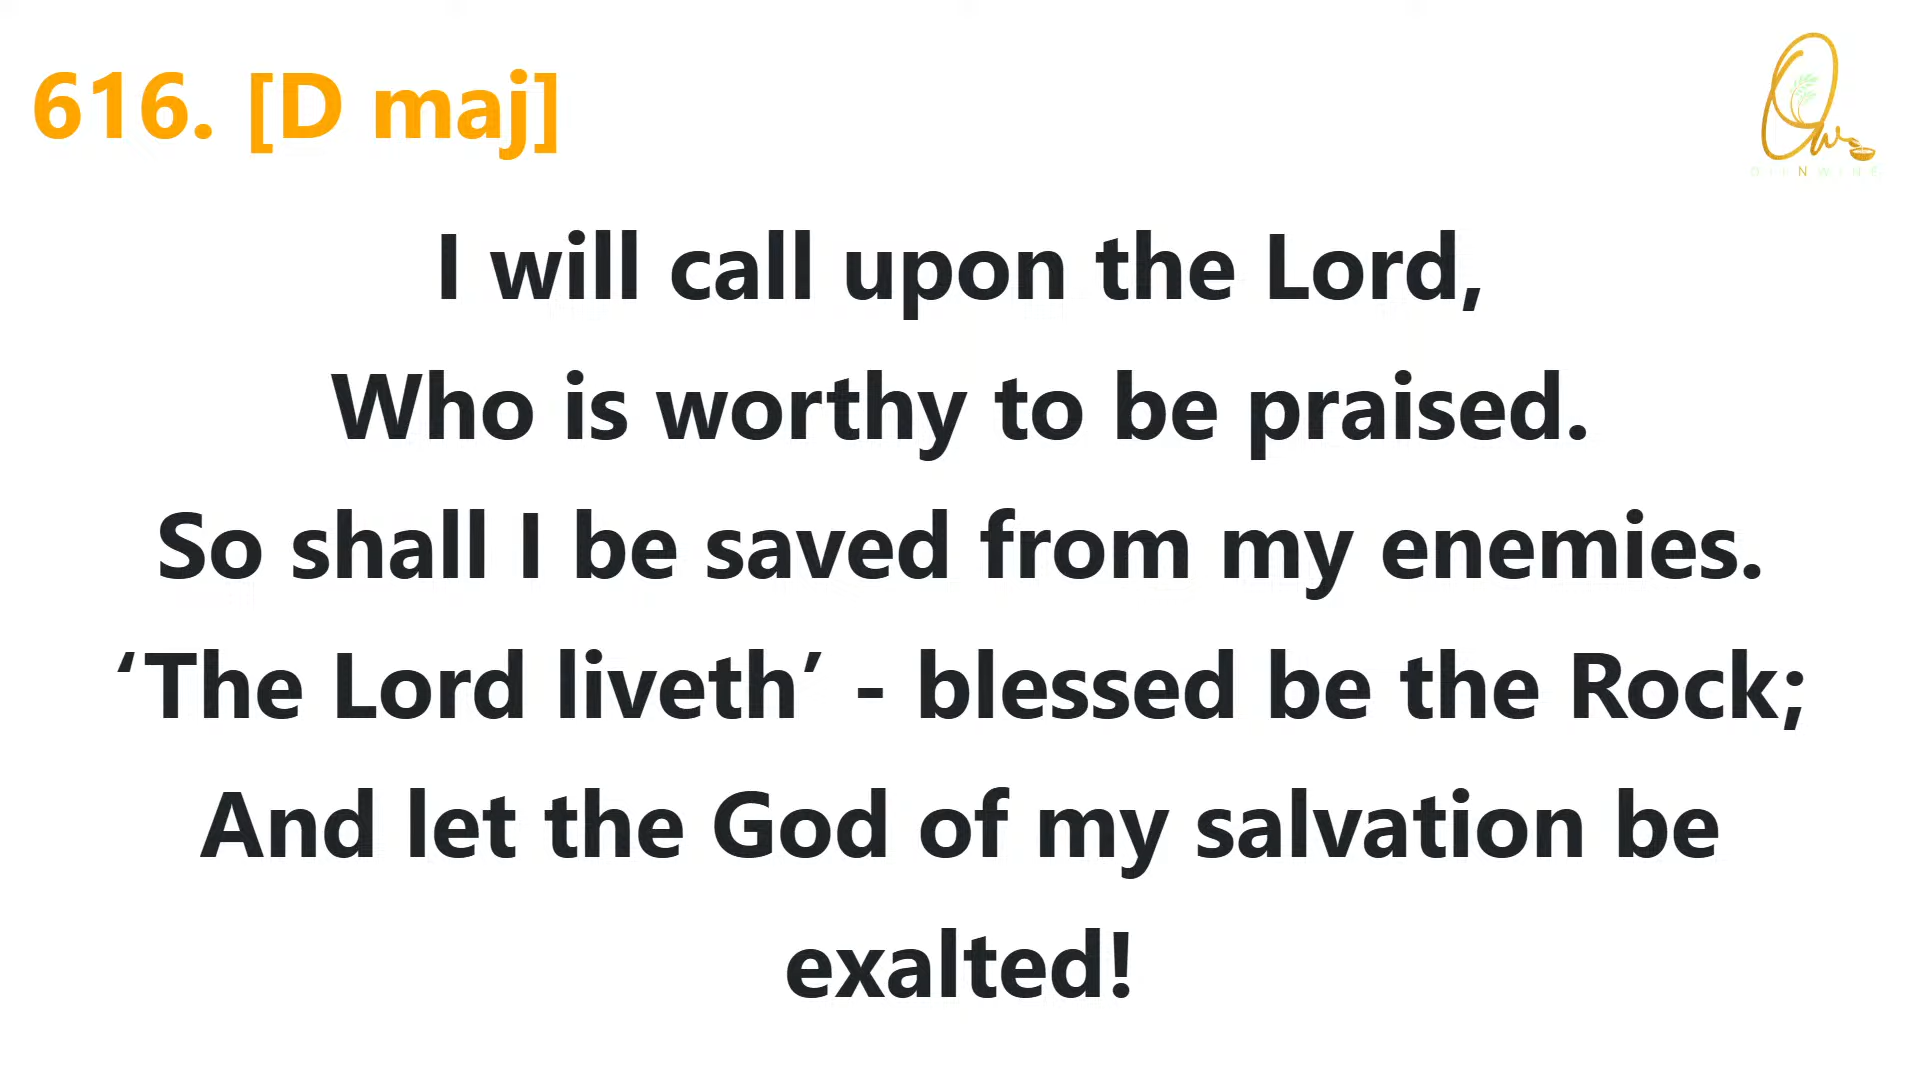 616. [D maj]
I will call upon the Lord,
Who is worthy to be praised.
So shall I be saved from my enemies.
‘The Lord liveth’ - blessed be the Rock;
And let the God of my salvation be
exalted!